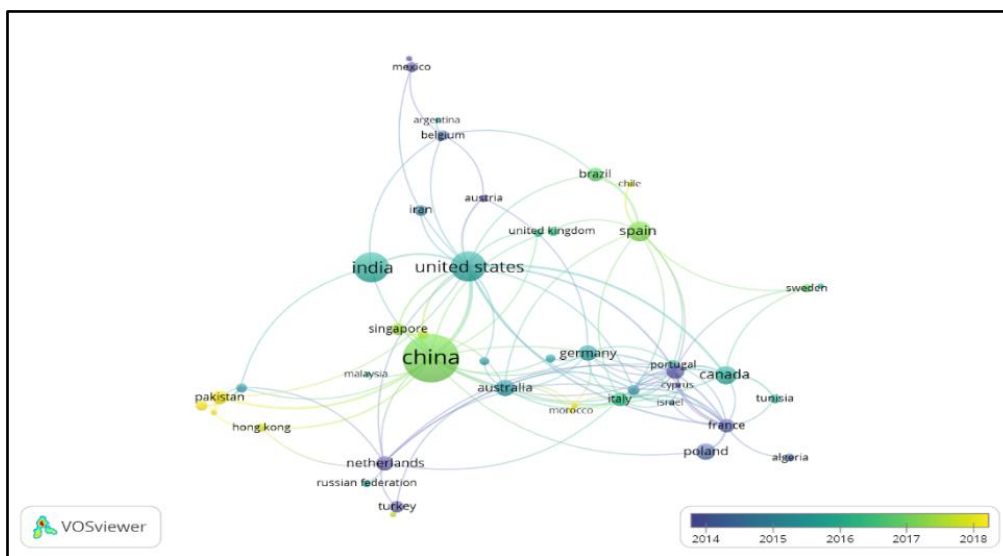 mexico
argentina
belgium
brazil
chile
austria
iran
united kingdom
spain
india
united states
sweden
singapore
china
germany
portugal
malaysia
canada
cyprus
australia
pakistan
italy
israel
tunisia
morocco
hong kong
france
poland
netherlands
algeria
russian federation
turkey
VOSviewer
2014 2015 2016 2017 2018